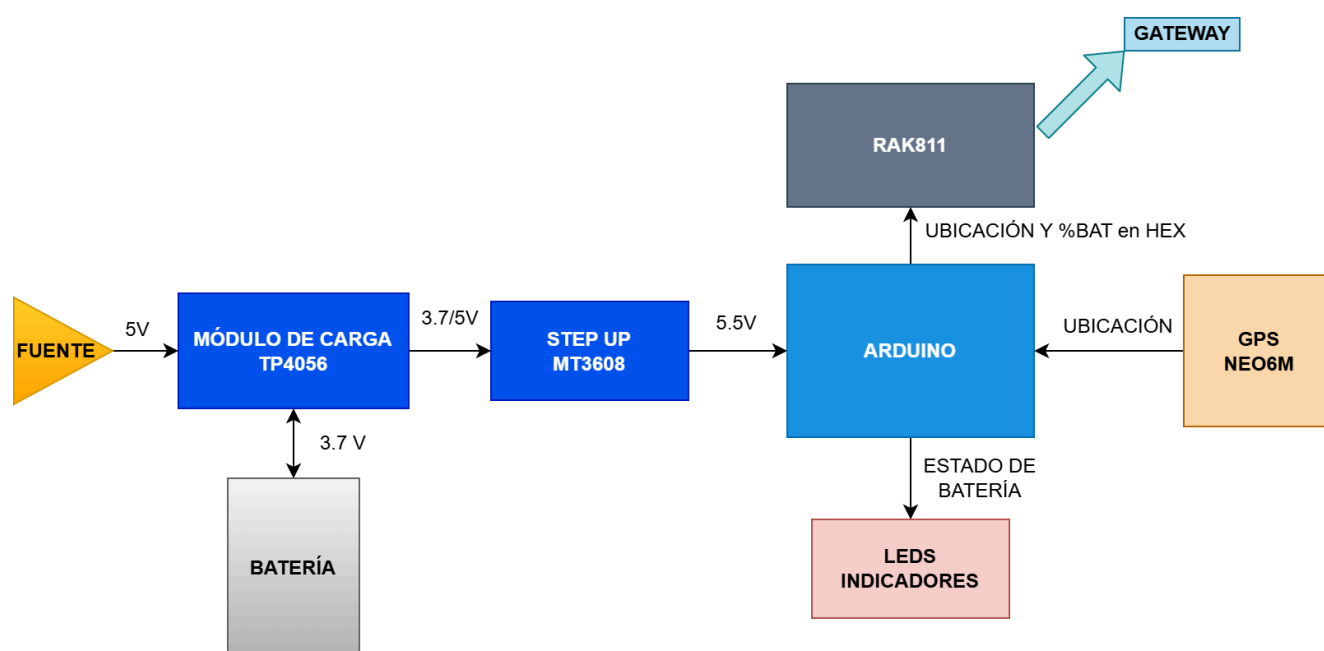 GATEWAY
RAK811
UBICACIÓN Y %BAT en HEX
FUENTE
5V
MÓDULO DE CARGA
TP4056
3.7/5V
STEP UP
MT3608
5.5V
ARDUINO
UBICACIÓN
GPS
NEO6M
3.7 V
BATERÍA
ESTADO DE
BATERÍA
LEDS
INDICADORES